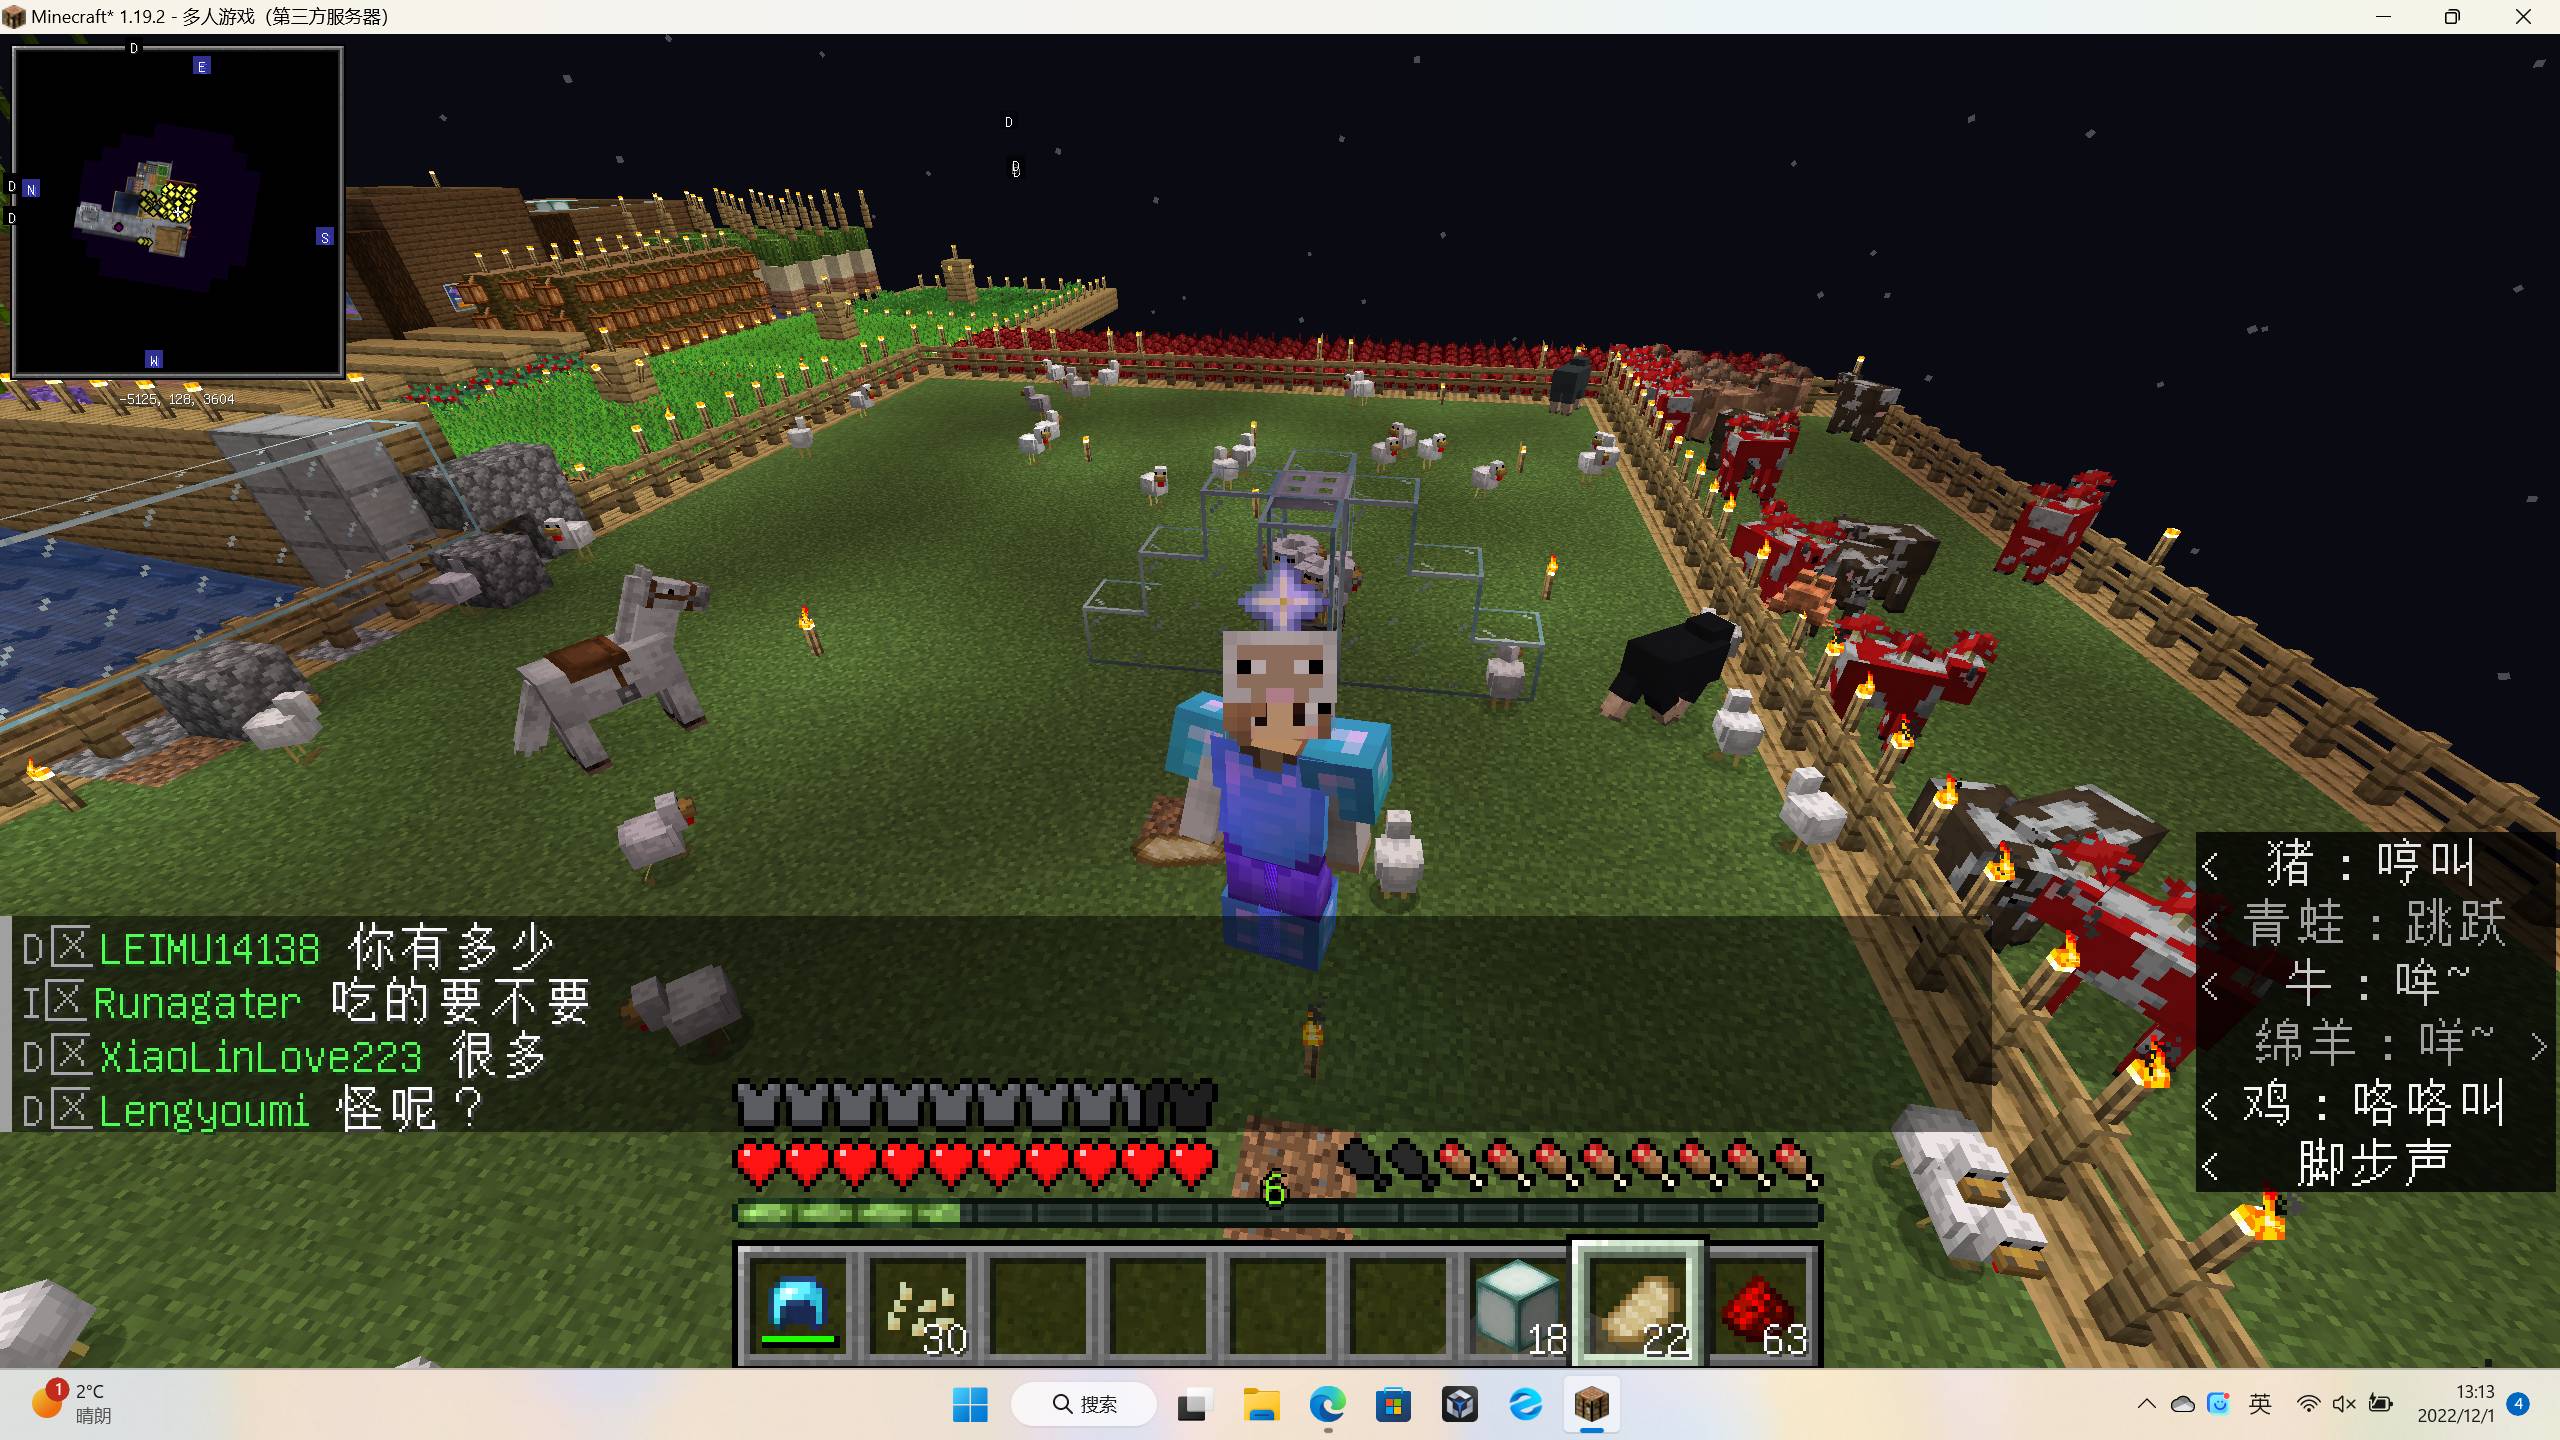 Minecraft* 1.19.2 - 多人游戏（第三方服务器）
D
E
D
D
D
N
D
S
W
-5125, 128, 3604
猪：哼叫
青蛙：跳跃
牛：哞~
绵羊：咩~
鸡：咯咯叫
脚步声
D LEIMU14138 你有多少
I Runagater 吃的要不要
D XiaoLinLove223 很多
D Lengyoumi 怪呢？
6
30
18
22
63
1
2°C
晴朗
搜索
英
13:13
2022/12/1
4